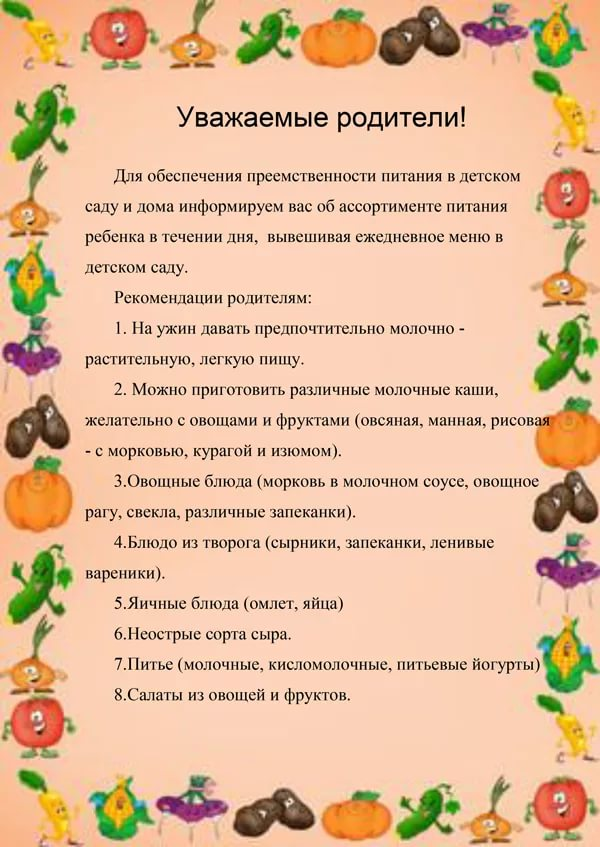 Уважаемые родители!
Для обеспечения преемственности питания в детском
саду и дома информируем вас об ассортименте питания
ребенка в течении дня, вывешивая ежедневное меню в
детском саду.
Рекомендации родителям:
1. На ужин давать предпочтительно молочно -
растительную, легкую пищу.
2. Можно приготовить различные молочные каши,
желательно с овощами и фруктами (овсяная, манная, рисовая
- с морковью, курагой и изюмом).
3.Овощные блюда (морковь в молочном соусе, овощное
рагу, свекла, различные запеканки).
4.Блюдо из творога (сырники, запеканки, ленивые
вареники).
5.Яичные блюда (омлет, яйца)
6.Неострые сорта сыра.
7.Питье (молочные, кисломолочные, питьевые йогурты)
8.Салаты из овощей и фруктов.